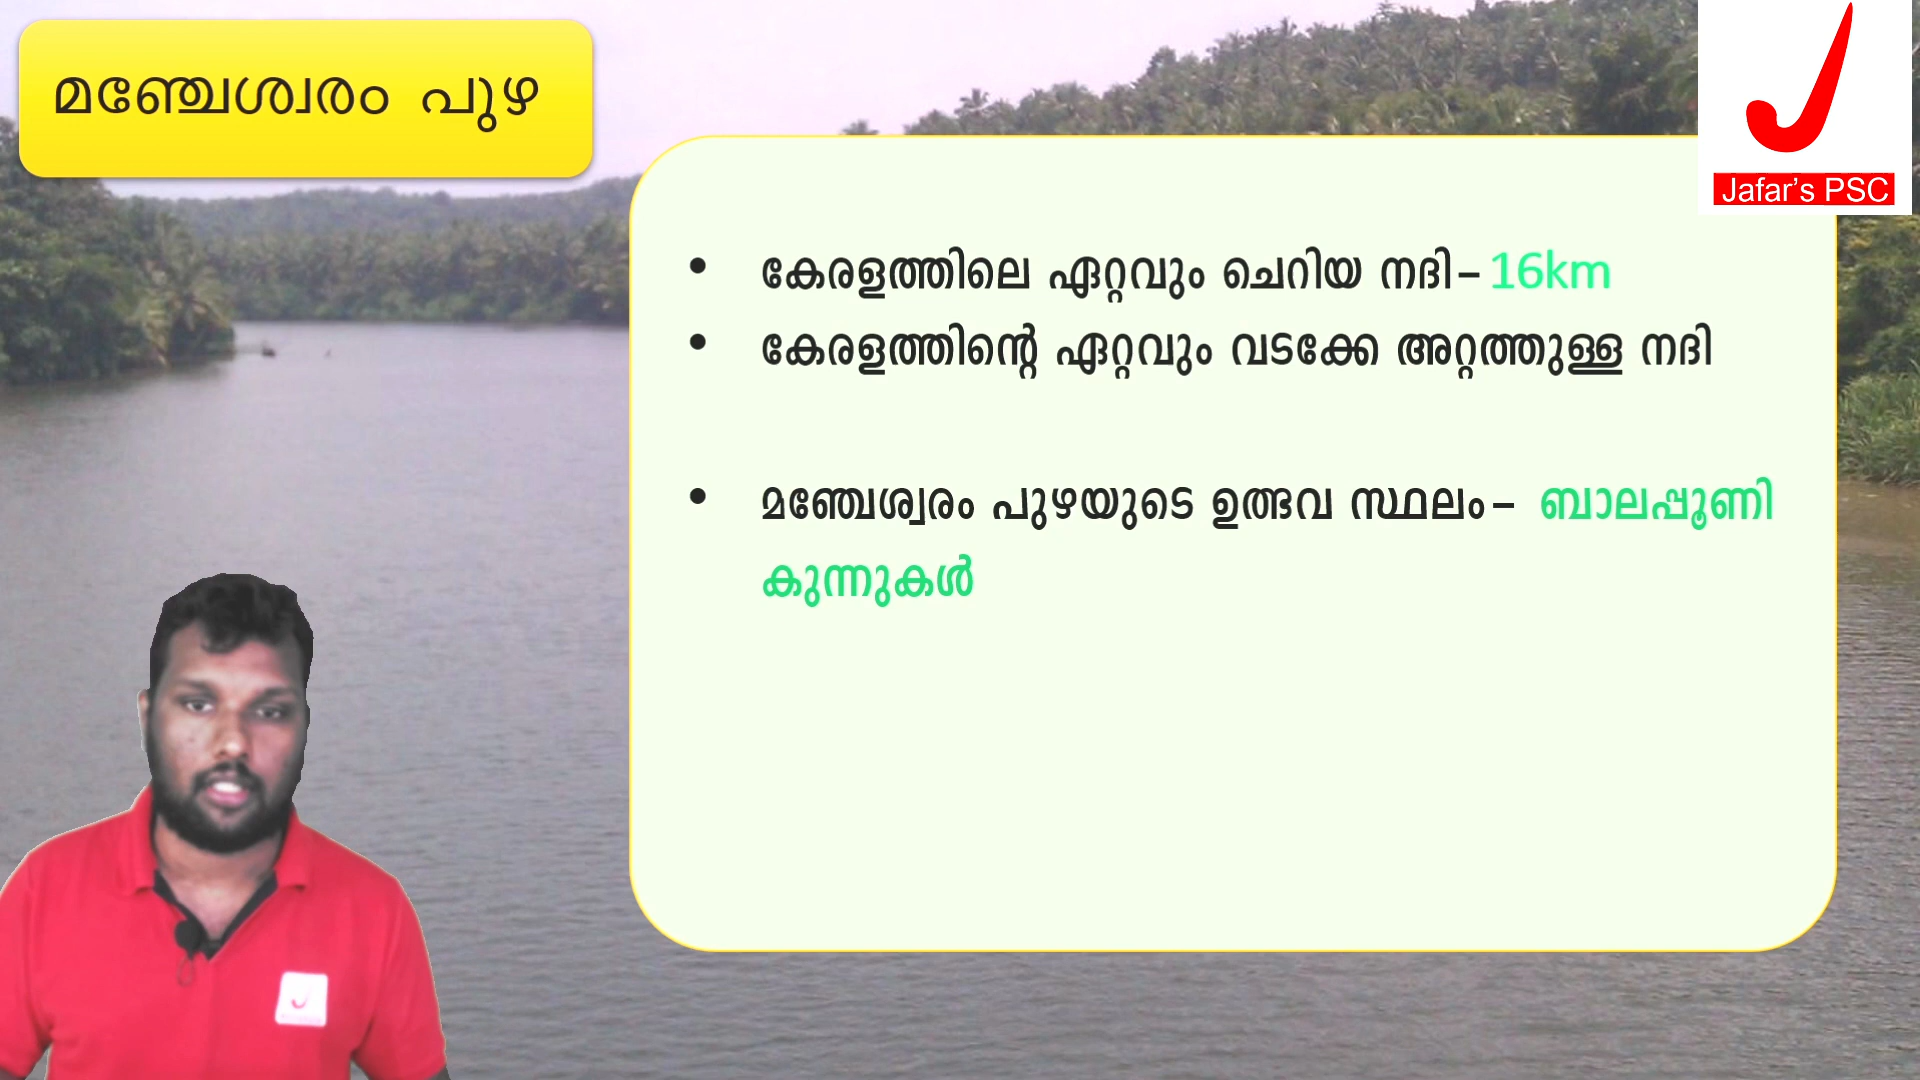 മഞ്ചേശ്വരം പുഴ
Jafar's PSC
• കേരളത്തിലെ ഏറ്റവും ചെറിയ നദി-16km
• കേരളത്തിന്റെ ഏറ്റവും വടക്കേ അറ്റത്തുള്ള നദി
• മഞ്ചേശ്വരം പുഴയുടെ ഉത്ഭവ സ്ഥലം- ബാലപ്പൂണി
കുന്നുകൾ